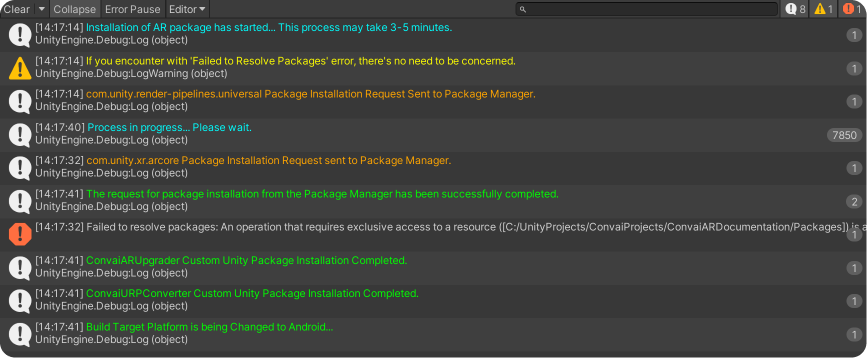 Clear Collapse Error Pause Editor 8 1 1
[14:17:14] Installation of AR package has started... This process may take 3-5 minutes.
UnityEngine.Debug:Log (object)
1
[14:17:14] If you encounter with 'Failed to Resolve Packages' error, there's no need to be concerned.
UnityEngine.Debug:LogWarning (object)
1
[14:17:14] com.unity.render-pipelines.universal Package Installation Request Sent to Package Manager.
UnityEngine.Debug:Log (object)
1
[14:17:40] Process in progress... Please wait.
UnityEngine.Debug:Log (object)
7850
[14:17:32] com.unity.xr.arcore Package Installation Request sent to Package Manager.
UnityEngine.Debug:Log (object)
1
[14:17:41] The request for package installation from the Package Manager has been successfully completed.
UnityEngine.Debug:Log (object)
2
[14:17:32] Failed to resolve packages: An operation that requires exclusive access to a resource ([C:/UnityProjects/ConvaiProjects/ConvaiARDocumentation/Packages]) is a
1
[14:17:41] ConvaiARUpgrader Custom Unity Package Installation Completed.
UnityEngine.Debug:Log (object)
1
[14:17:41] ConvaiURPConverter Custom Unity Package Installation Completed.
UnityEngine.Debug:Log (object)
1
[14:17:41] Build Target Platform is being Changed to Android...
UnityEngine.Debug:Log (object)
1